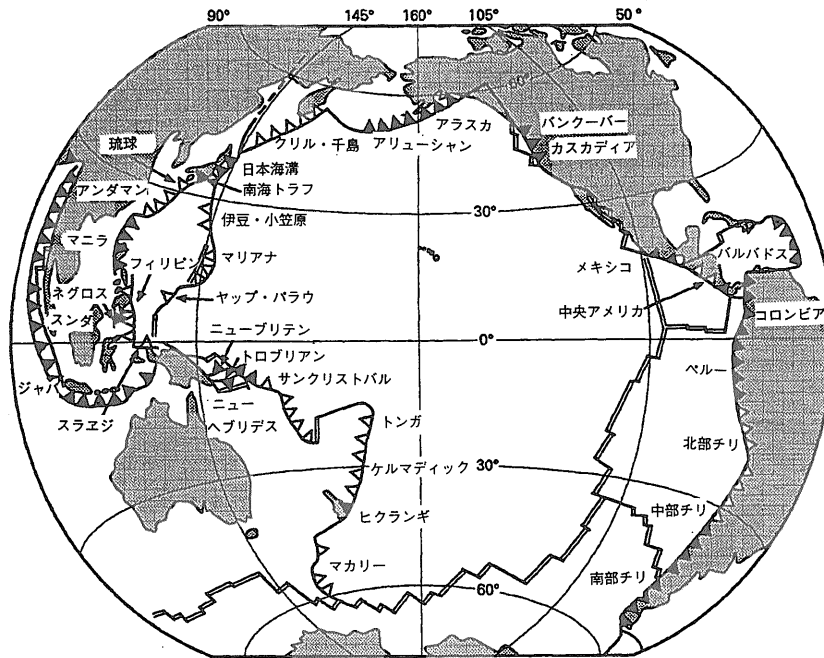 90° 145° 160° 105° 50°
60°
アラスカ
バンクーバー
琉球
クリル・千島
アリューシャン
カスカディア
日本海溝
アンダマン
南海トラフ
伊豆・小笠原
30°
マニラ
フィリピン
マリアナ
メキシコ
バルバドス
ネグロス
ヤップ・パラウ
中央アメリカ
スンダ
コロンビア
ニューブリテン
0°
トロブリアン
ペルー
ジャバ
サンクリストバル
スラエジ
ニュー
ヘブリデス
トンガ
北部チリ
ケルマディック
30°
中部チリ
ヒクランギ
マカリー
南部チリ
60°